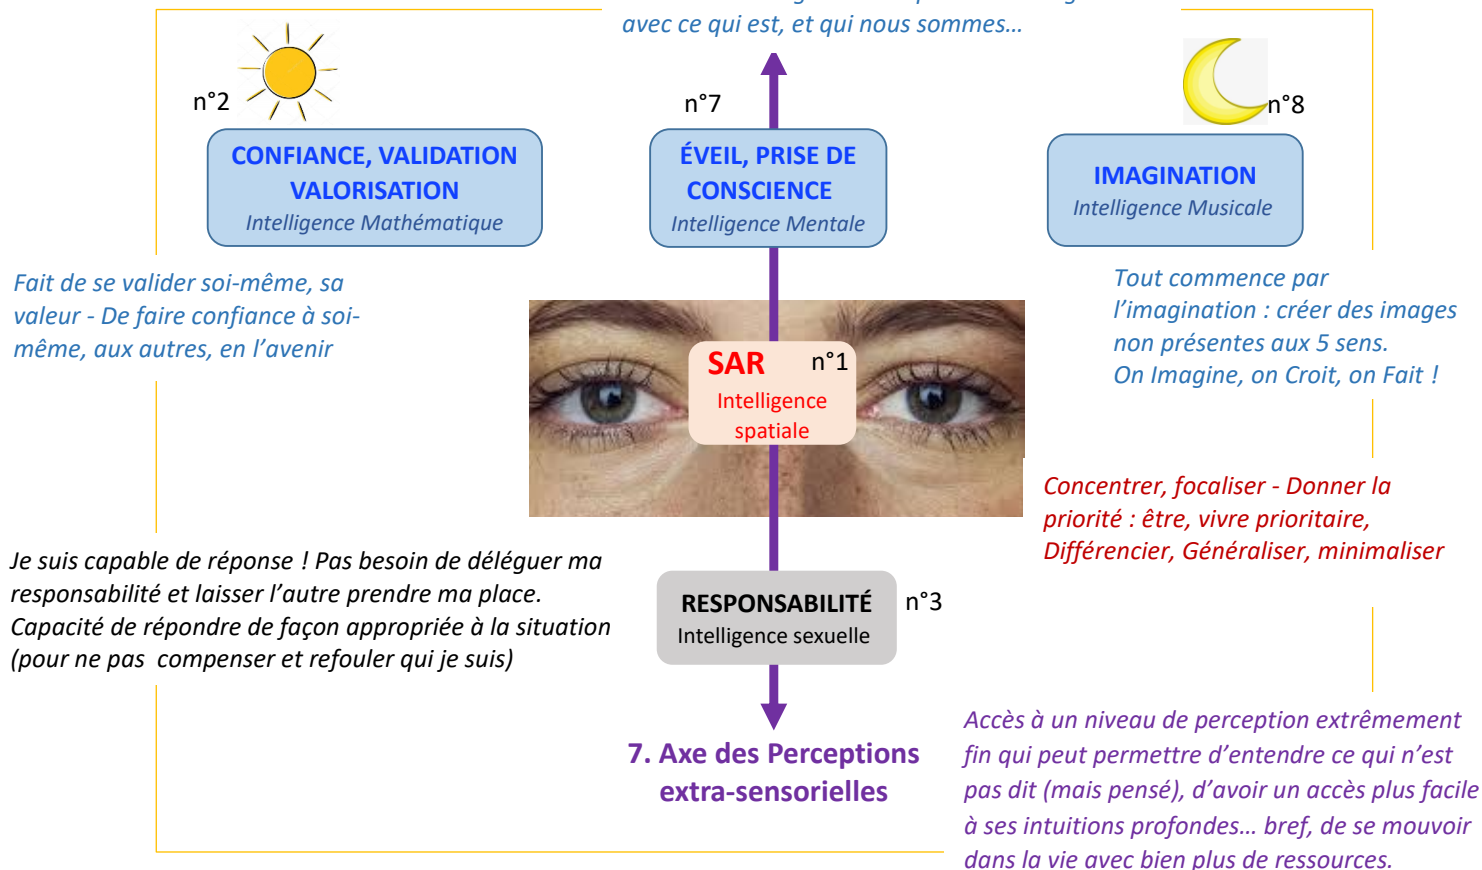 avec ce qui est, et qui nous sommes…
n°2
n°7
n°8
CONFIANCE, VALIDATION
VALORISATION
Intelligence Mathématique
ÉVEIL, PRISE DE
CONSCIENCE
Intelligence Mentale
IMAGINATION
Intelligence Musicale
Fait de se valider soi-même, sa
valeur - De faire confiance à soi-
même, aux autres, en l’avenir
Tout commence par
l’imagination : créer des images
non présentes aux 5 sens.
On Imagine, on Croit, on Fait !
SAR n°1
Intelligence
spatiale
Concentrer, focaliser - Donner la
priorité : être, vivre prioritaire,
Différencier, Généraliser, minimaliser
Je suis capable de réponse ! Pas besoin de déléguer ma
responsabilité et laisser l’autre prendre ma place.
Capacité de répondre de façon appropriée à la situation
(pour ne pas compenser et refouler qui je suis)
RESPONSABILITÉ
Intelligence sexuelle
n°3
7. Axe des Perceptions
extra-sensorielles
Accès à un niveau de perception extrêmement
fin qui peut permettre d’entendre ce qui n’est
pas dit (mais pensé), d’avoir un accès plus facile
à ses intuitions profondes… bref, de se mouvoir
dans la vie avec bien plus de ressources.